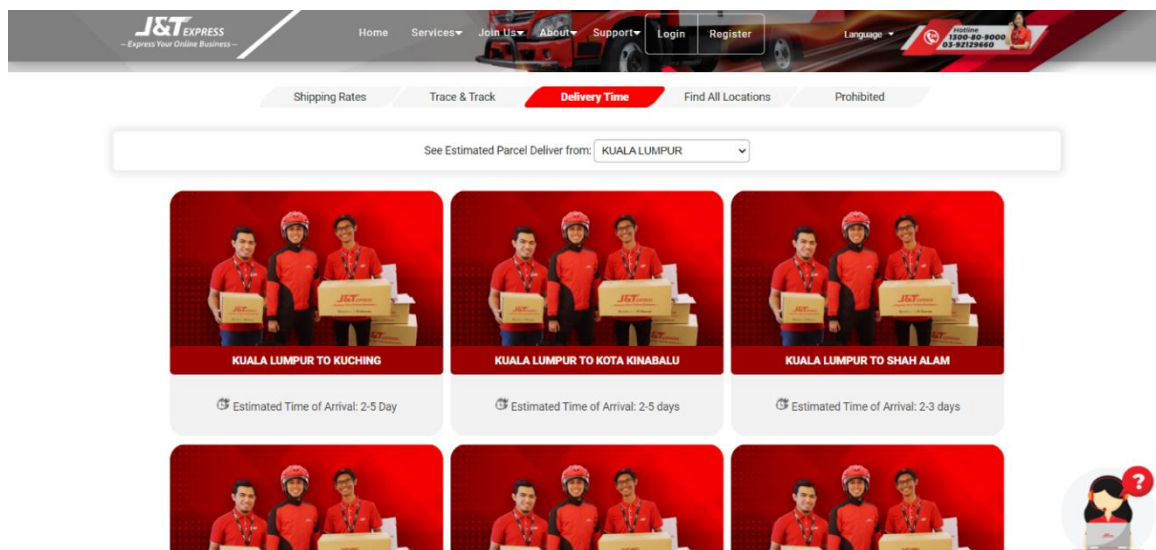 J&T EXPRESS
– Express Your Online Business –
Home Services Join Us About Support Login Register
Language
Hotline
1300-80-9000
03-92129660
Shipping Rates Trace & Track Delivery Time Find All Locations Prohibited
See Estimated Parcel Deliver from: KUALA LUMPUR
KUALA LUMPUR TO KUCHING
KUALA LUMPUR TO KOTA KINABALU
KUALA LUMPUR TO SHAH ALAM
Estimated Time of Arrival: 2-5 Day
Estimated Time of Arrival: 2-5 days
Estimated Time of Arrival: 2-3 days
?